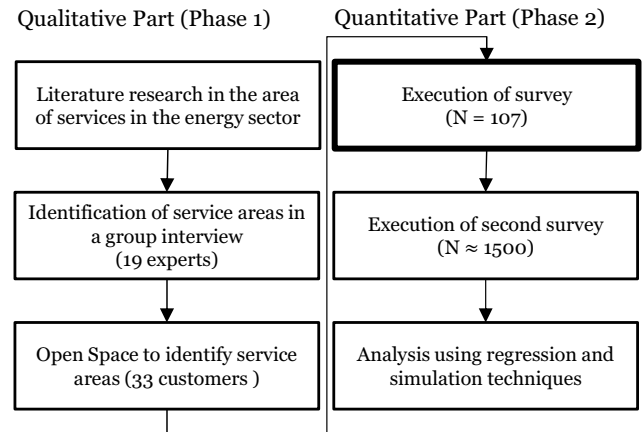 Qualitative Part (Phase 1)
Literature research in the area
of services in the energy sector
Identification of service areas in
a group interview
(19 experts)
Open Space to identify service
areas (33 customers )
Quantitative Part (Phase 2)
Execution of survey
(N = 107)
Execution of second survey
(N ≈ 1500)
Analysis using regression and
simulation techniques